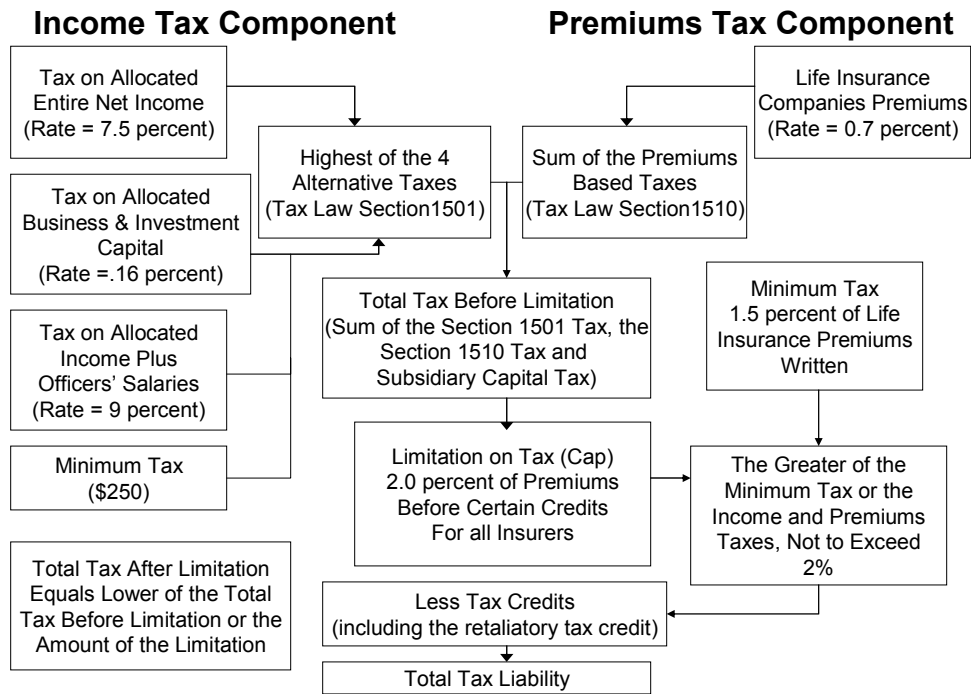 Income Tax Component
Premiums Tax Component
Tax on Allocated
Entire Net Income
(Rate = 7.5 percent)
Life Insurance
Companies Premiums
(Rate = 0.7 percent)
Highest of the 4
Alternative Taxes
(Tax Law Section1501)
Sum of the Premiums
Based Taxes
(Tax Law Section1510)
Tax on Allocated
Business & Investment
Capital
(Rate =.16 percent)
Total Tax Before Limitation
(Sum of the Section 1501 Tax, the
Section 1510 Tax and
Subsidiary Capital Tax)
Minimum Tax
1.5 percent of Life
Insurance Premiums
Written
Tax on Allocated
Income Plus
Officers’ Salaries
(Rate = 9 percent)
Minimum Tax
($250)
Limitation on Tax (Cap)
2.0 percent of Premiums
Before Certain Credits
For all Insurers
The Greater of the
Minimum Tax or the
Income and Premiums
Taxes, Not to Exceed
2%
Total Tax After Limitation
Equals Lower of the Total
Tax Before Limitation or the
Amount of the Limitation
Less Tax Credits
(including the retaliatory tax credit)
Total Tax Liability